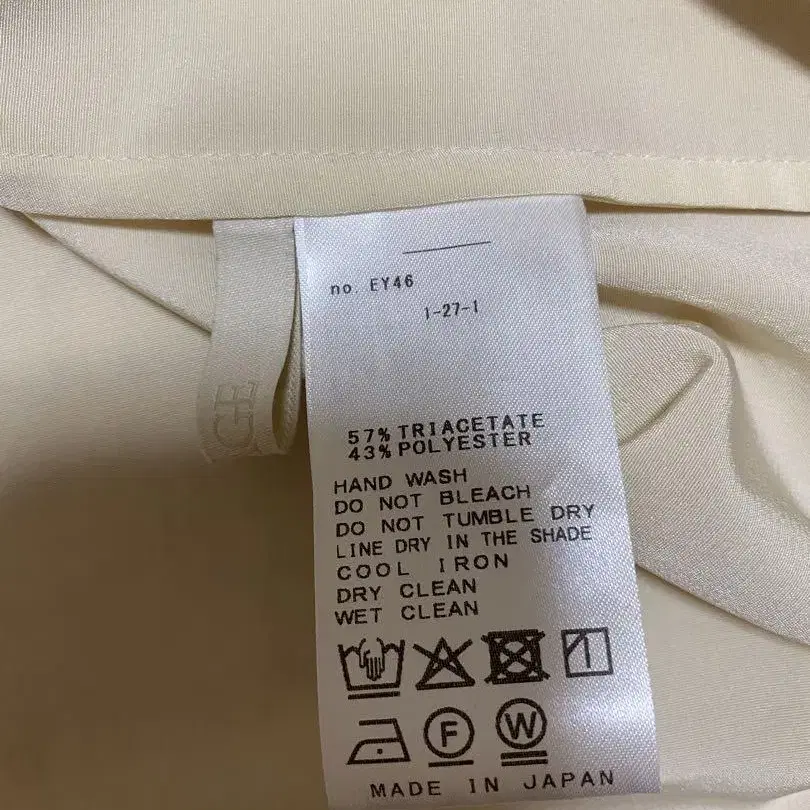 no. EY46
1-27-1
57% TRIACETATE
43% POLYESTER
HAND WASH
DO NOT BLEACH
DO NOT TUMBLE DRY
LINE DRY IN THE SHADE
COOL IRON
DRY CLEAN
WET CLEAN
F W
MADE IN JAPAN